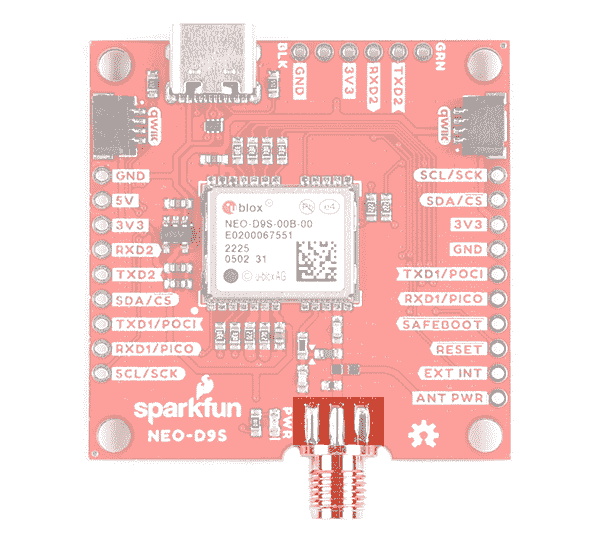 BLK
GND
3V3
RXD2
TXD2
GRN
qwiic
qwiic
GND
5V
3V3
RXD2
TXD2
SDA/CS
TXD1/POCI
RXD1/PICO
SCL/SCK
SCL/SCK
SDA/CS
3V3
GND
TXD1/POCI
RXD1/PICO
SAFEBOOT
RESET
EXT INT
ANT PWR
ublox
NEO-D9S-00B-00
E0200067551
2225
0502 31
© u-blox AG
sparkfun
NEO-D9S
PWR